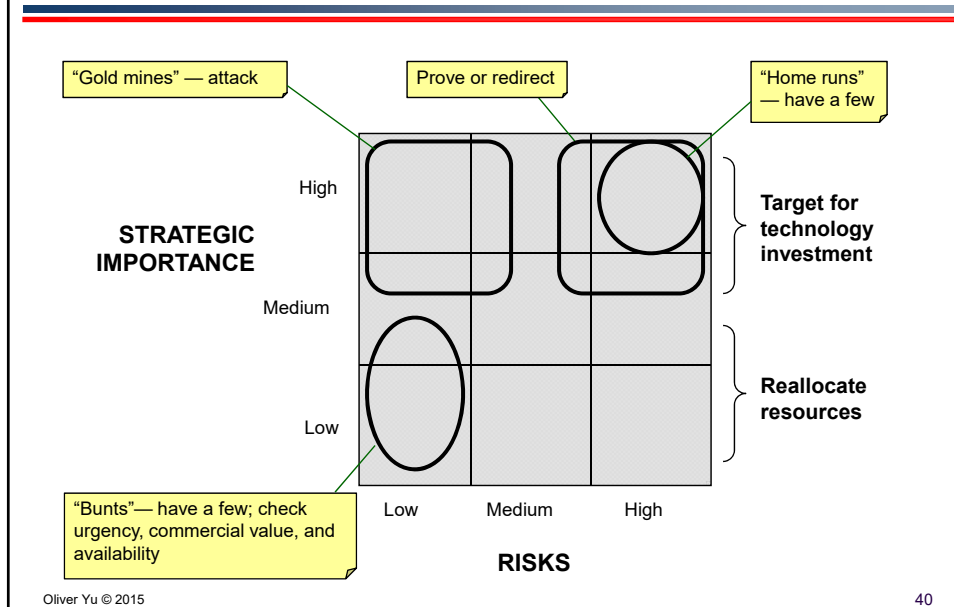 “Gold mines” — attack
Prove or redirect
“Home runs”
— have a few
High
STRATEGIC
IMPORTANCE
Target for
technology
investment
Medium
Reallocate
resources
Low
“Bunts”— have a few; check
urgency, commercial value, and
availability
Low
Medium
High
RISKS
Oliver Yu © 2015
40